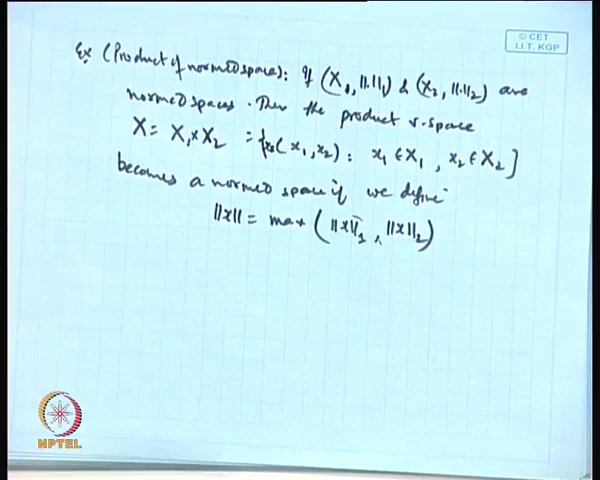 © CET
I.I.T. KGP
Ex (Product of normed spaces): If (X₁, ||.||₁) & (X₂, ||.||₂) are
normed spaces. Then the product v-space
X = X₁ x X₂ = {x=(x₁, x₂) : x₁ ∈ X₁, x₂ ∈ X₂]
becomes a normed space if we define
||x|| = max (||x||₁, ||x||₂)
NPTEL